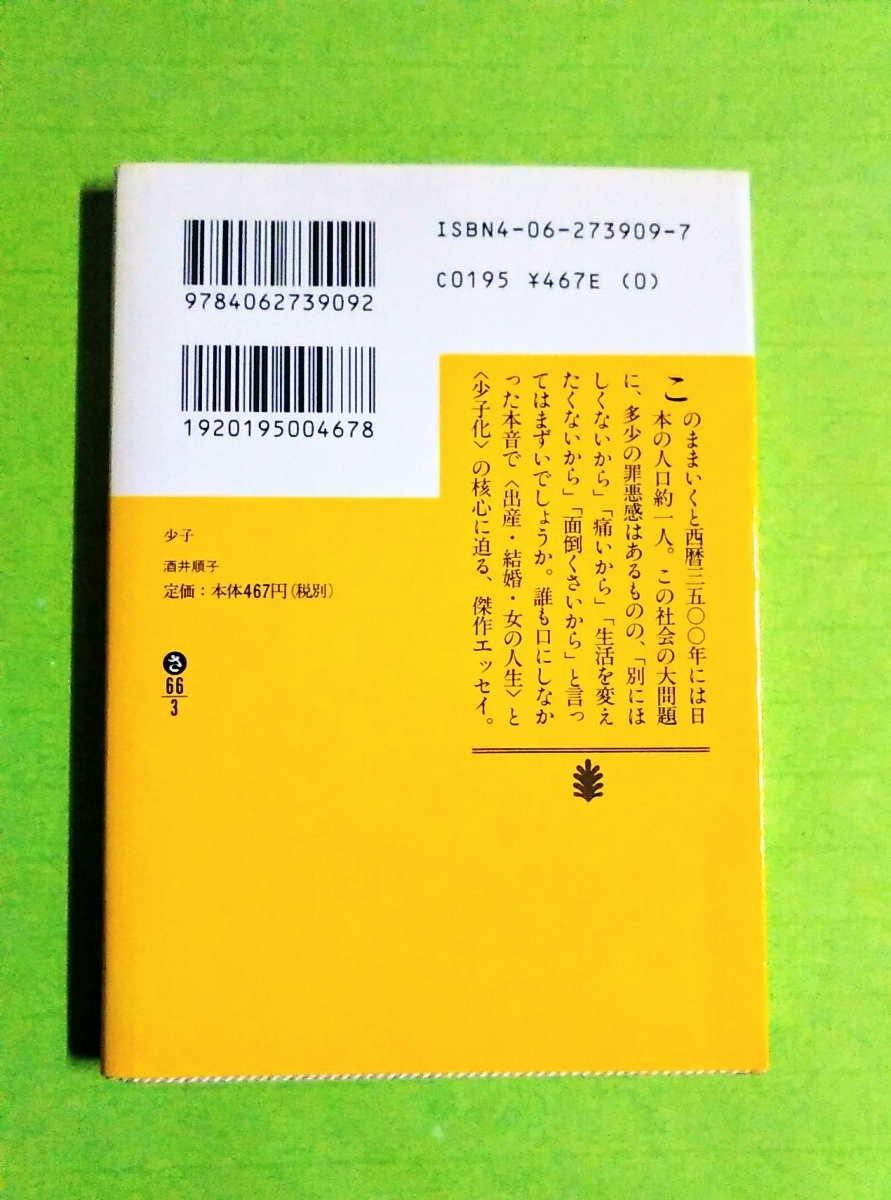 9784062739092
1920195004678
ISBN4-06-273909-7
C0195 ¥467E (0)
このままいくと西暦三五〇〇年には日
本の人口約一人。この社会の大問題
に、多少の罪悪感はあるものの、「別にほ
しくないから」「痛いから」「生活を変え
たくないから」「面倒くさいから」と言っ
てはまずいでしょうか。誰も口にしなか
った本音で〈出産・結婚・女の人生〉と
〈少子化〉の核心に迫る、傑作エッセイ。
少子
酒井順子
定価:本体467円(税別)
さ
66
3